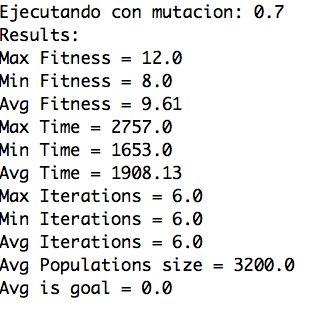 Ejecutando con mutacion: 0.7
Results:
Max Fitness = 12.0
Min Fitness = 8.0
Avg Fitness = 9.61
Max Time = 2757.0
Min Time = 1653.0
Avg Time = 1908.13
Max Iterations = 6.0
Min Iterations = 6.0
Avg Iterations = 6.0
Avg Populations size = 3200.0
Avg is goal = 0.0